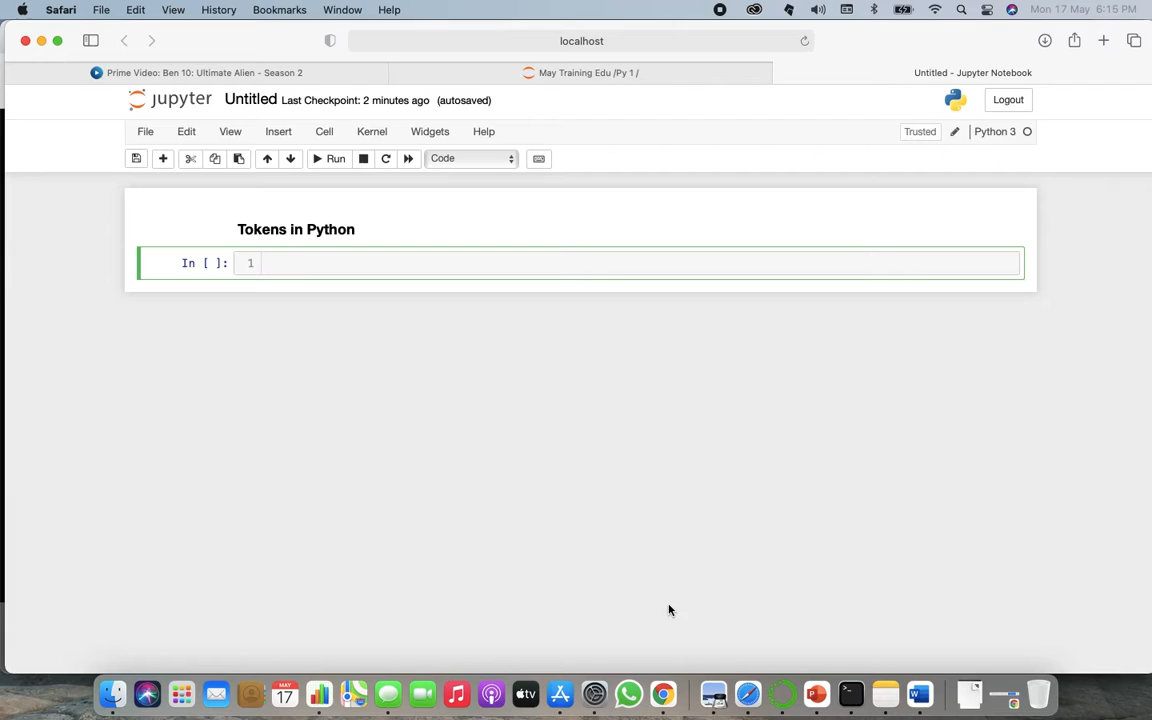 Safari File Edit View History Bookmarks Window Help Mon 17 May 6:15 PM
localhost
Prime Video: Ben 10: Ultimate Alien - Season 2 May Training Edu /Py 1 / Untitled - Jupyter Notebook
jupyter Untitled Last Checkpoint: 2 minutes ago (autosaved) Logout
File Edit View Insert Cell Kernel Widgets Help Trusted Python 3
Run Code
Tokens in Python
In [ ]: 1
MAY
17
tv